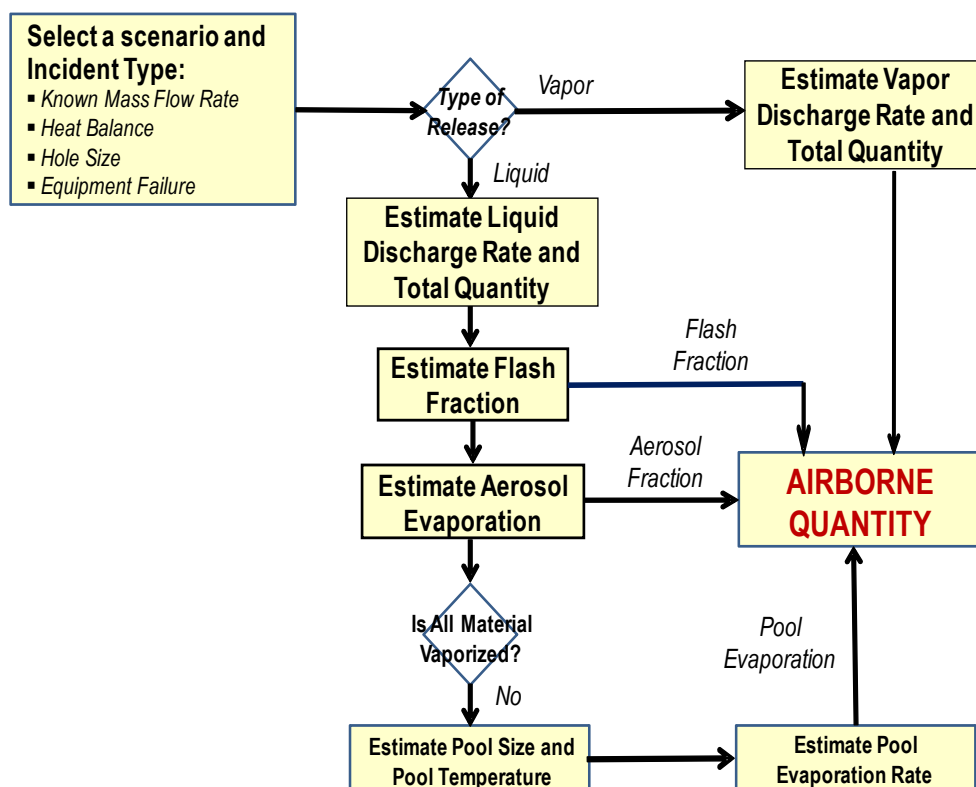 Select a scenario and
Incident Type:
▪ Known Mass Flow Rate
▪ Heat Balance
▪ Hole Size
▪ Equipment Failure
Type of
Release?
Vapor
Estimate Vapor
Discharge Rate and
Total Quantity
Liquid
Estimate Liquid
Discharge Rate and
Total Quantity
Flash
Fraction
Estimate Flash
Fraction
Aerosol
Fraction
Estimate Aerosol
Evaporation
AIRBORNE
QUANTITY
Is All Material
Vaporized?
Pool
Evaporation
No
Estimate Pool Size and
Pool Temperature
Estimate Pool
Evaporation Rate